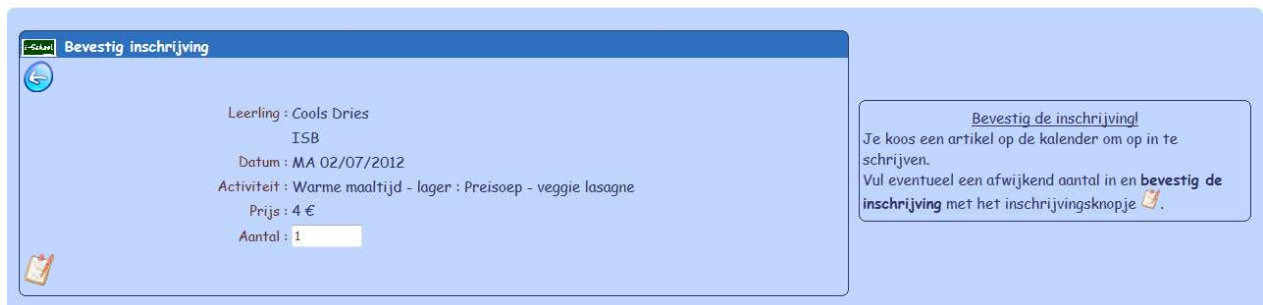 i-School Bevestig inschrijving
Leerling : Cools Dries
ISB
Datum : MA 02/07/2012
Activiteit : Warme maaltijd - lager : Preisoep - veggie lasagne
Prijs : 4 €
Aantal : 1
Bevestig de inschrijving!
Je koos een artikel op de kalender om op in te
schrijven.
Vul eventueel een afwijkend aantal in en bevestig de
inschrijving met het inschrijvingsknopje .